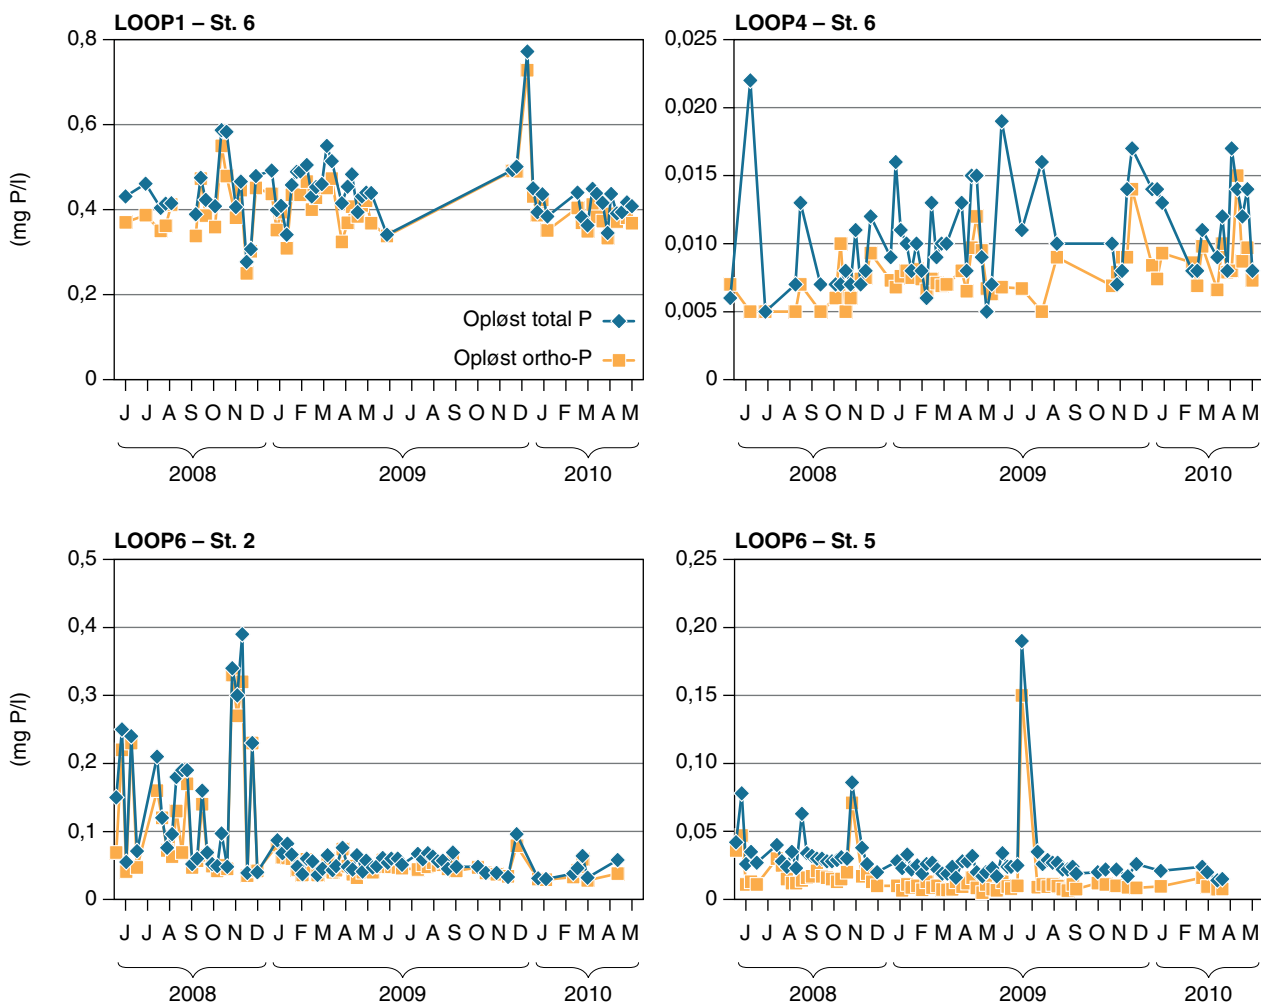 LOOP1 – St. 6
(mg P/l)
0,8
0,6
0,4
0,2
0
Opløst total P
Opløst ortho-P
J J A S O N D J F M A M J J A S O N D J F M A M
2008 2009 2010
LOOP4 – St. 6
0,025
0,020
0,015
0,010
0,005
0
J J A S O N D J F M A M J J A S O N D J F M A M
2008 2009 2010
LOOP6 – St. 2
(mg P/l)
0,5
0,4
0,3
0,2
0,1
0
J J A S O N D J F M A M J J A S O N D J F M A M
2008 2009 2010
LOOP6 – St. 5
0,25
0,20
0,15
0,10
0,05
0
J J A S O N D J F M A M J J A S O N D J F M A M
2008 2009 2010